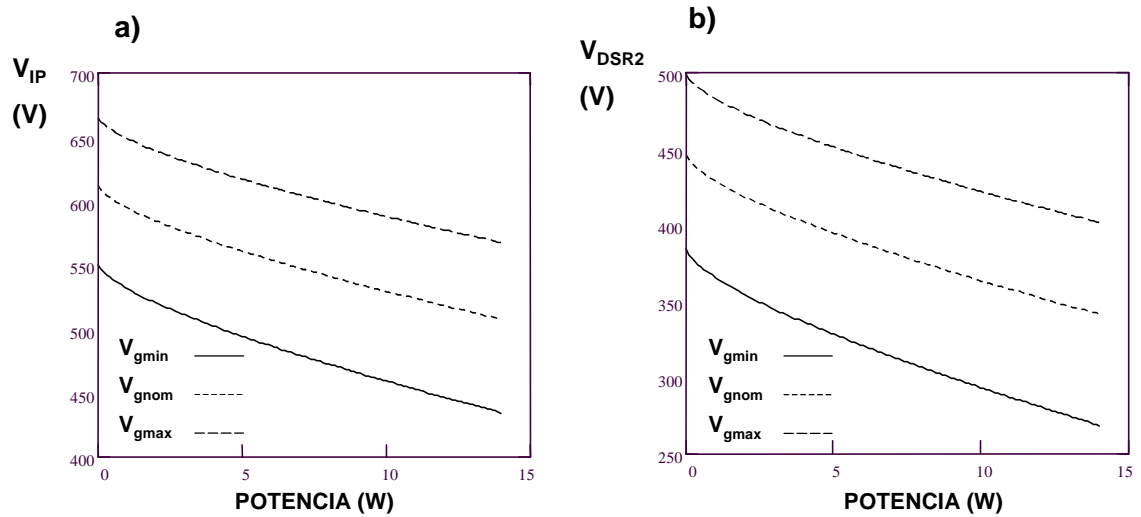 a)
V_IP
(V)
700
650
600
550
500
450
400
V_gmin
V_gnom
V_gmax
0 5 10 15
POTENCIA (W)
b)
V_DSR2
(V)
500
450
400
350
300
250
V_gmin
V_gnom
V_gmax
0 5 10 15
POTENCIA (W)